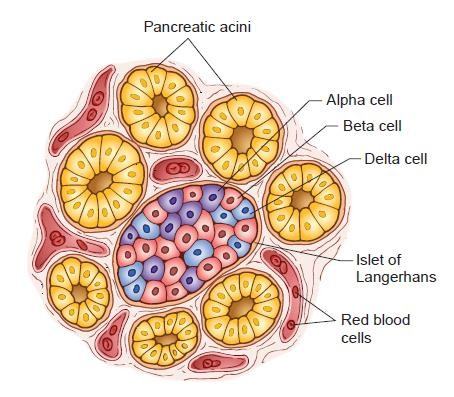 Pancreatic acini
Alpha cell
Beta cell
Delta cell
Islet of
Langerhans
Red blood
cells